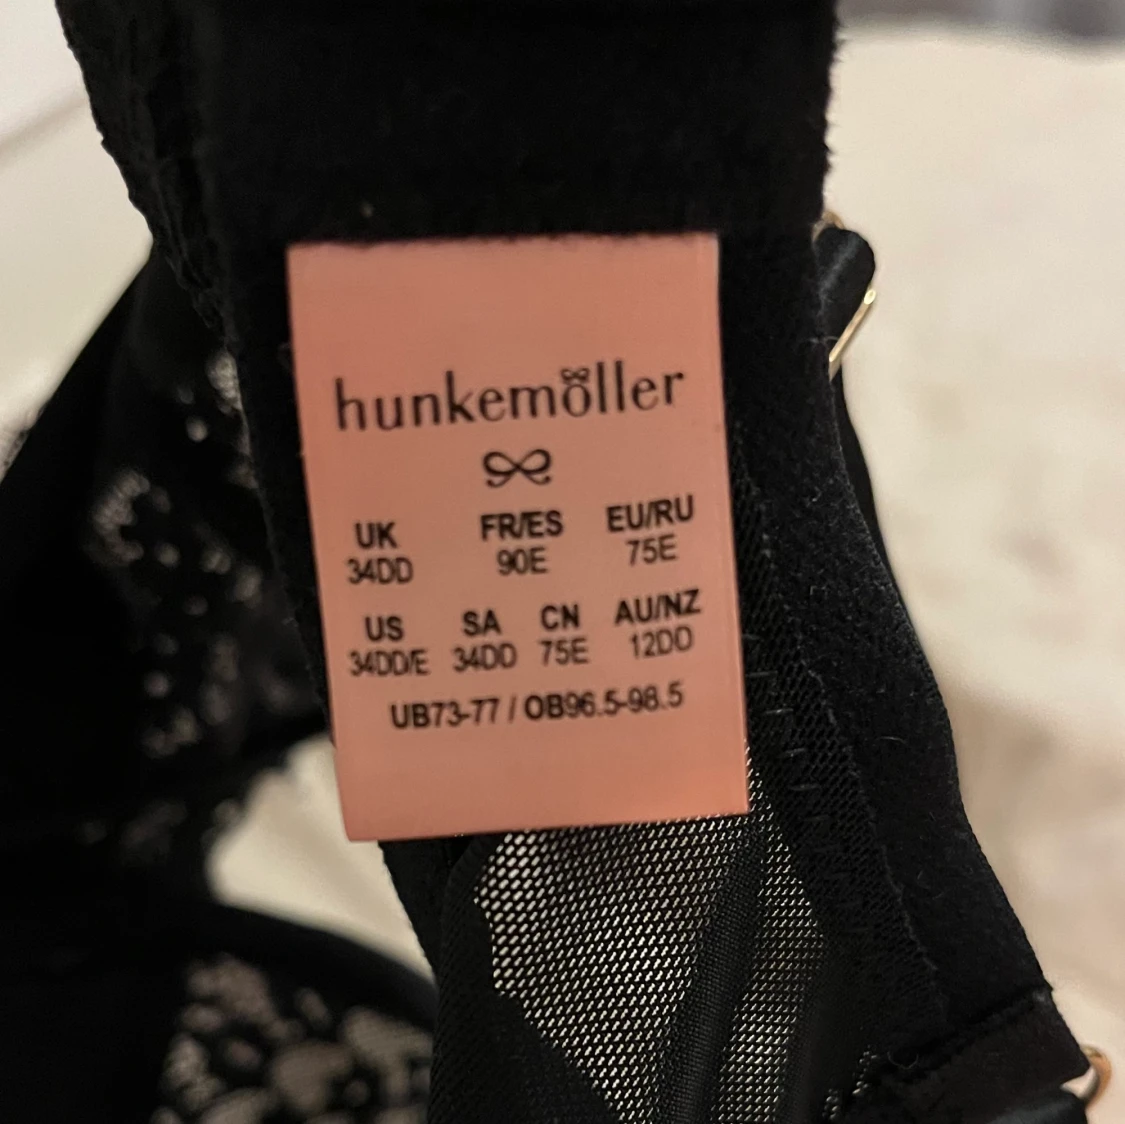 hunkemöller
UK FR/ES EU/RU
34DD 90E 75E
US SA CN AU/NZ
34DD/E 34DD 75E 12DD
UB73-77 / OB96.5-98.5